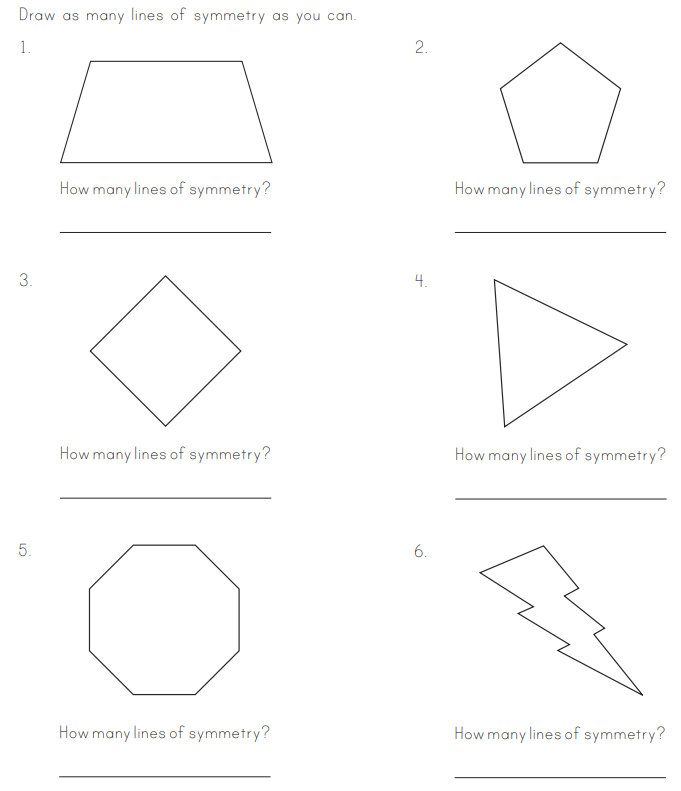 Draw as many lines of symmetry as you can.
1.
2.
How many lines of symmetry?
How many lines of symmetry?
3.
4.
How many lines of symmetry?
How many lines of symmetry?
5.
6.
How many lines of symmetry?
How many lines of symmetry?